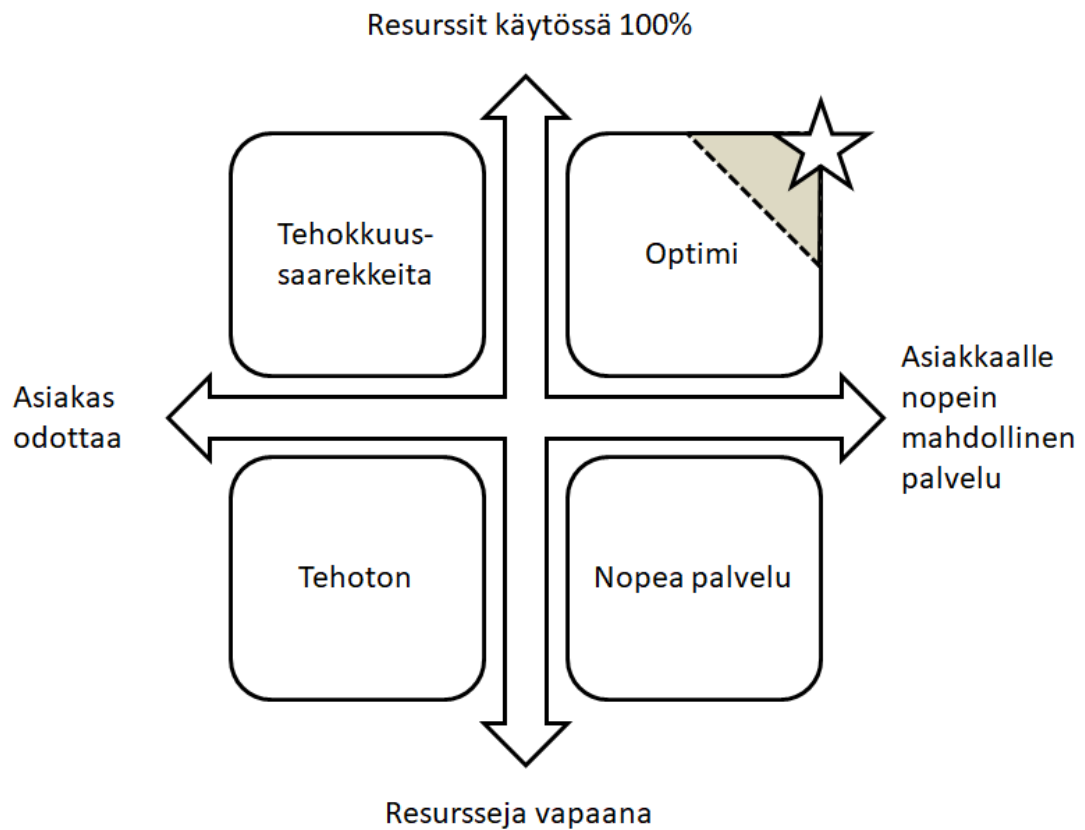 Resurssit käytössä 100%
Tehokkuus-
saarekkeita
Optimi
Asiakas
odottaa
Asiakkaalle
nopein
mahdollinen
palvelu
Tehoton
Nopea palvelu
Resursseja vapaana